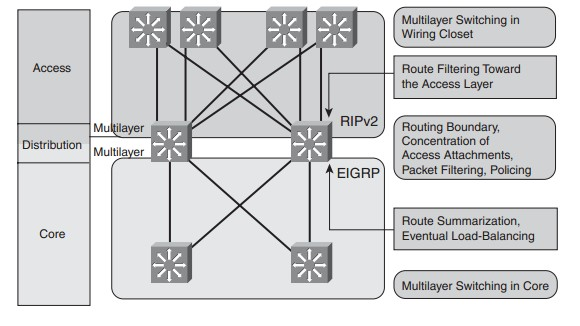 Access
Distribution
Core
Multilayer
Multilayer
RIPv2
EIGRP
Multilayer Switching in
Wiring Closet
Route Filtering Toward
the Access Layer
Routing Boundary,
Concentration of
Access Attachments,
Packet Filtering, Policing
Route Summarization,
Eventual Load-Balancing
Multilayer Switching in Core